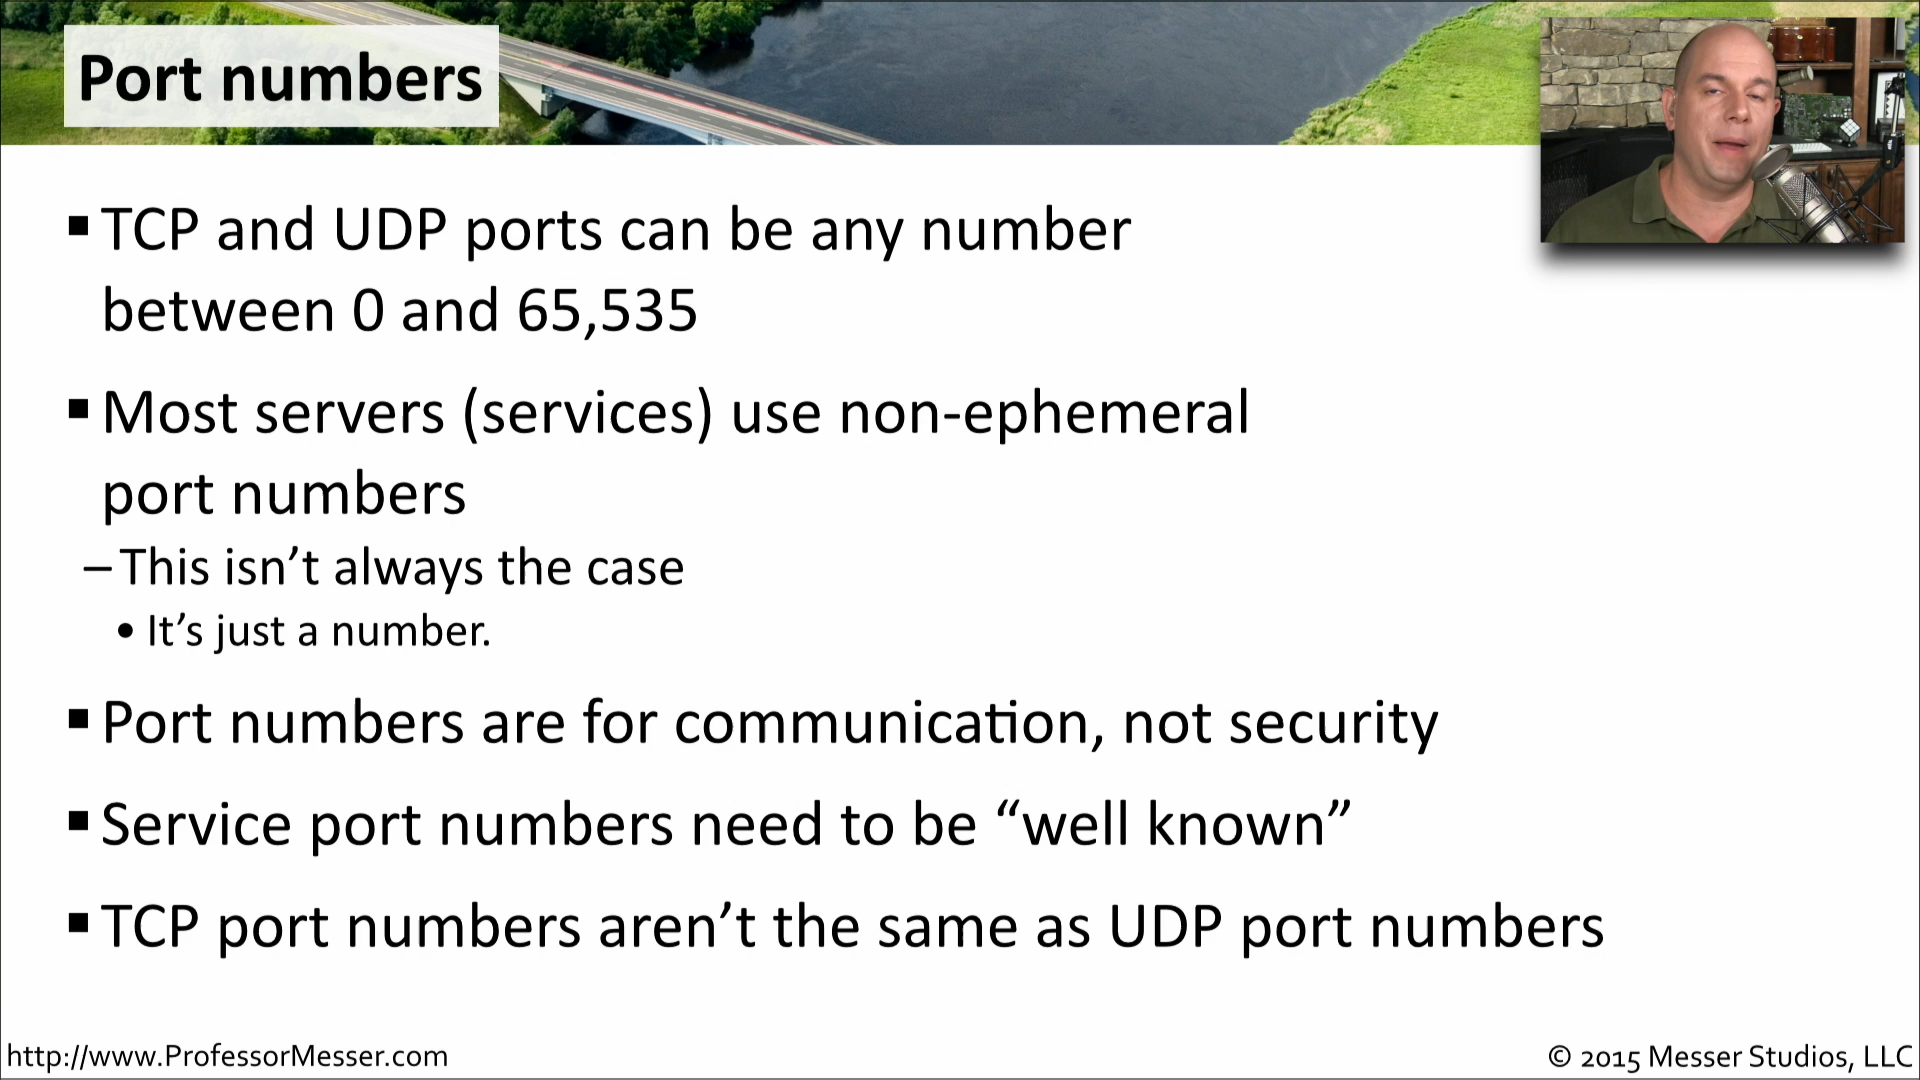 Port numbers
▪ TCP and UDP ports can be any number
between 0 and 65,535
▪ Most servers (services) use non-ephemeral
port numbers
– This isn’t always the case
• It’s just a number.
▪ Port numbers are for communication, not security
▪ Service port numbers need to be “well known”
▪ TCP port numbers aren’t the same as UDP port numbers
http://www.ProfessorMesser.com
© 2015 Messer Studios, LLC